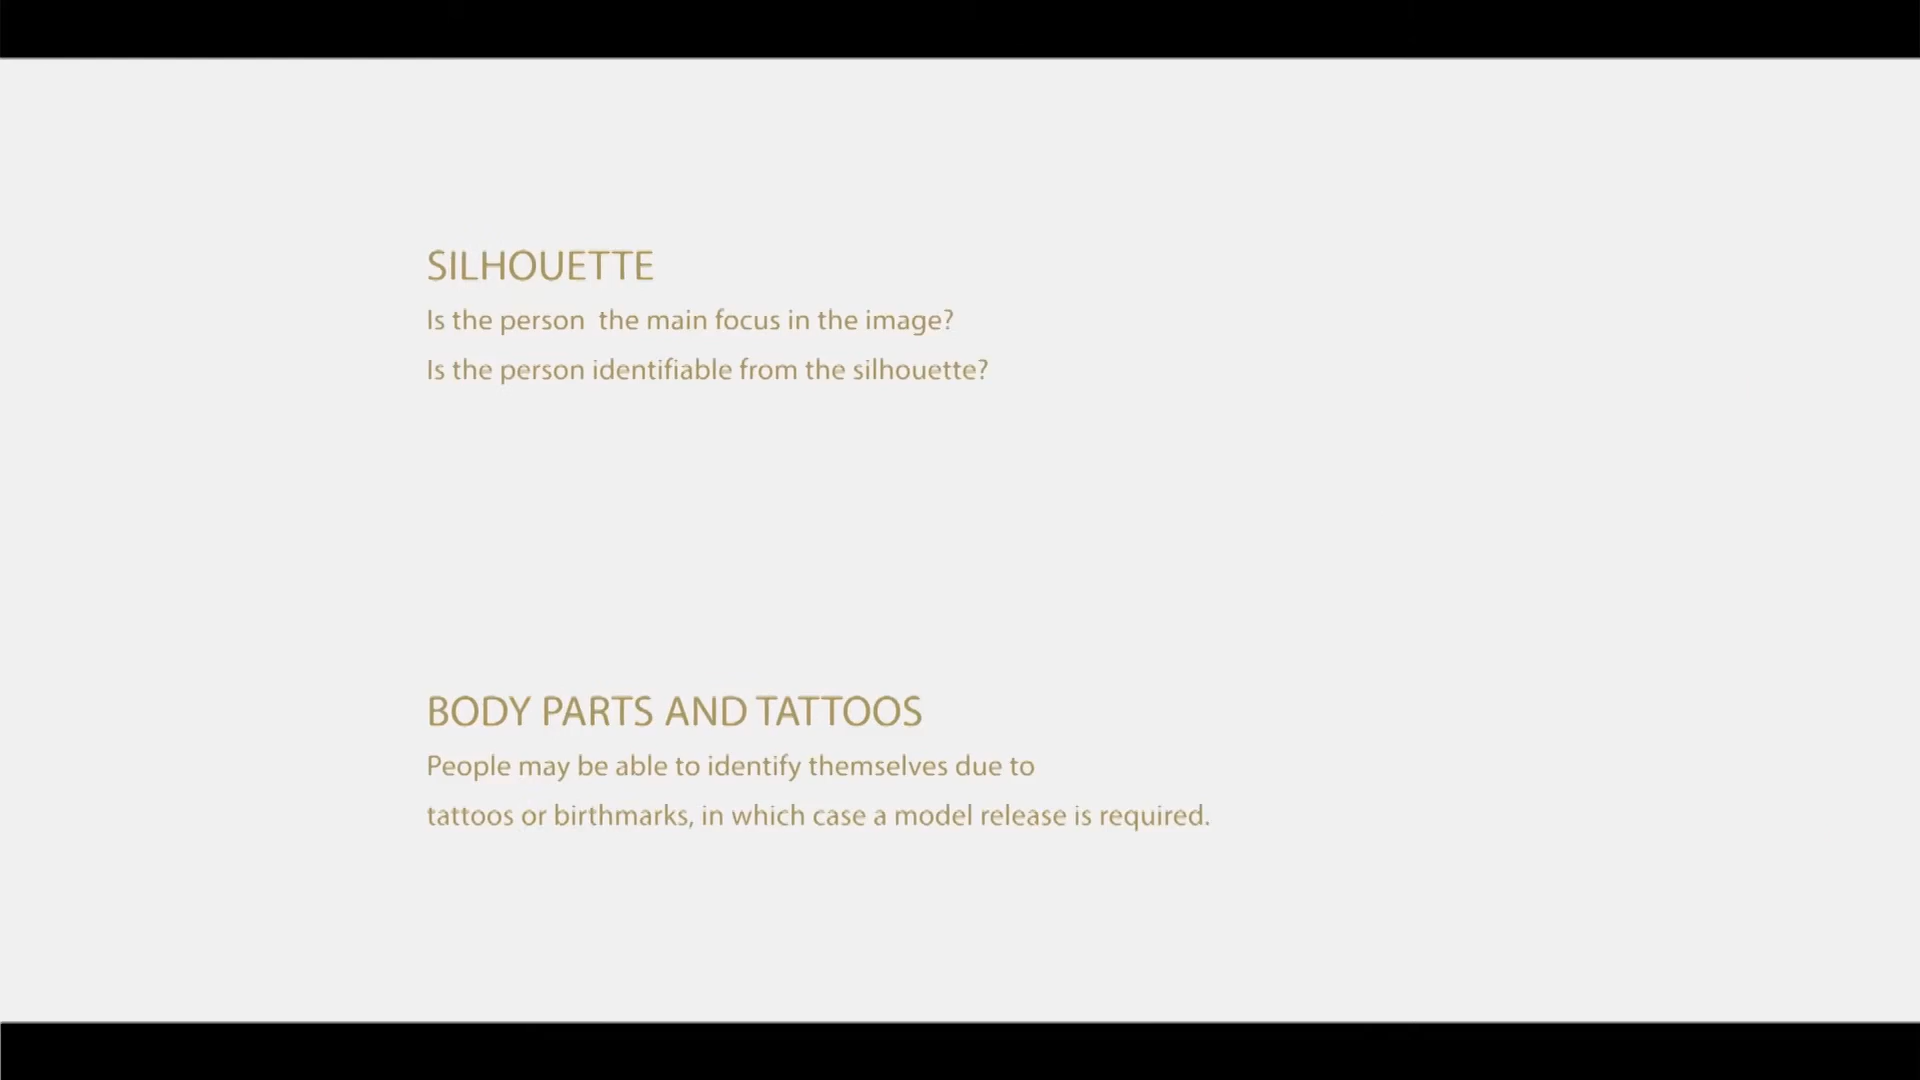 SILHOUETTE
Is the person  the main focus in the image?
Is the person identifiable from the silhouette?
BODY PARTS AND TATTOOS
People may be able to identify themselves due to
tattoos or birthmarks, in which case a model release is required.